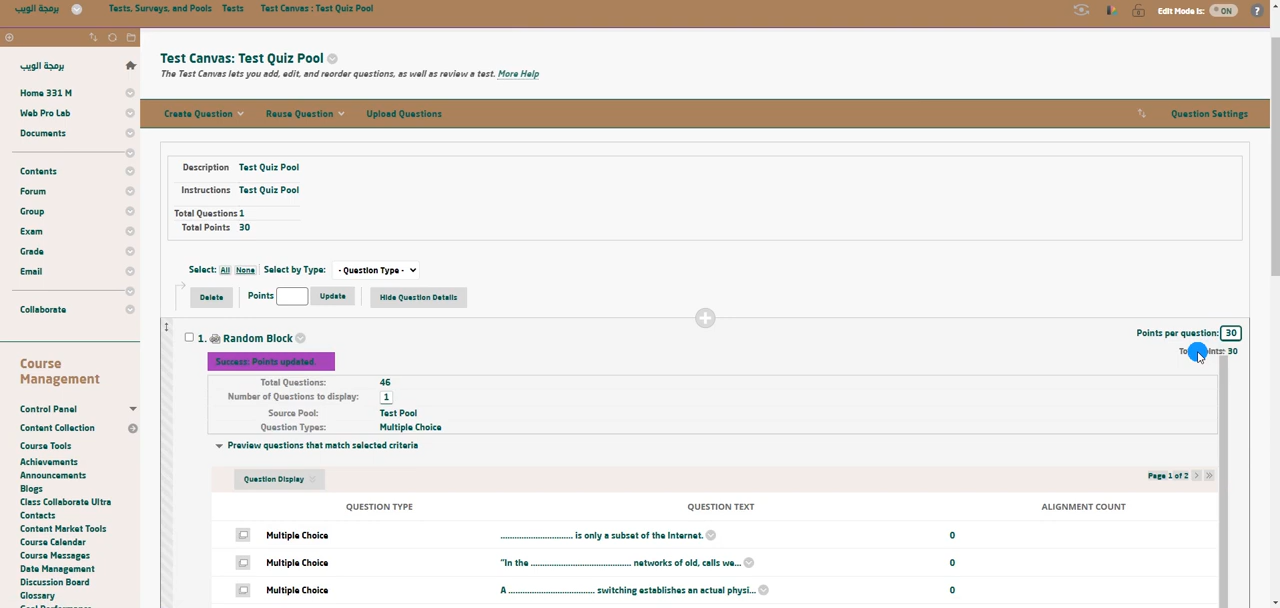 برمجة الويب
Tests, Surveys, and Pools Tests Test Canvas : Test Quiz Pool
Edit Mode is: ON ?
برمجة الويب
Home 331 M
Web Pro Lab
Documents
Contents
Forum
Group
Exam
Grade
Email
Collaborate
Course Management
Control Panel
Content Collection
Course Tools
Achievements
Announcements
Blogs
Class Collaborate Ultra
Contacts
Content Market Tools
Course Calendar
Course Messages
Date Management
Discussion Board
Glossary
Test Canvas: Test Quiz Pool
The Test Canvas lets you add, edit, and reorder questions, as well as review a test. More Help
Create Question Reuse Question Upload Questions Question Settings
Description Test Quiz Pool
Instructions Test Quiz Pool
Total Questions 1
Total Points 30
Select: All None Select by Type: - Question Type -
Delete Points Update Hide Question Details
1. Random Block Points per question: 30
Success: Points updated. 30
Total Questions: 46
Number of Questions to display: 1
Source Pool: Test Pool
Question Types: Multiple Choice
Preview questions that match selected criteria
Question Display Page 1 of 2
QUESTION TYPE QUESTION TEXT ALIGNMENT COUNT
Multiple Choice ............................ is only a subset of the Internet. 0
Multiple Choice "In the ....................................... networks of old, calls we... 0
Multiple Choice A .................................. switching establishes an actual physi... 0